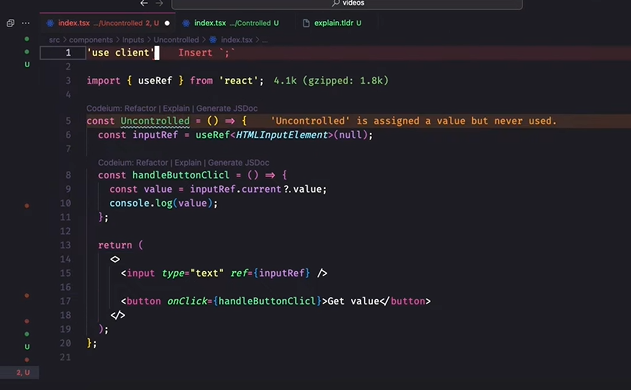 videos
index.tsx .../Uncontrolled 2, U
index.tsx .../Controlled U
explain.tldr U
src > components > Inputs > Uncontrolled > index.tsx > ...
1 'use client' Insert `;`
2
3 import { useRef } from 'react'; 4.1k (gzipped: 1.8k)
4
Codeium: Refactor | Explain | Generate JSDoc
5 const Uncontrolled = () => { 'Uncontrolled' is assigned a value but never used.
6 const inputRef = useRef<HTMLInputElement>(null);
7
Codeium: Refactor | Explain | Generate JSDoc
8 const handleButtonClicl = () => {
9 const value = inputRef.current?.value;
10 console.log(value);
11 };
12
13 return (
14 <>
15 <input type="text" ref={inputRef} />
16
17 <button onClick={handleButtonClicl}>Get value</button>
18 </>
19 );
20 };
21
U
U
U
2, U